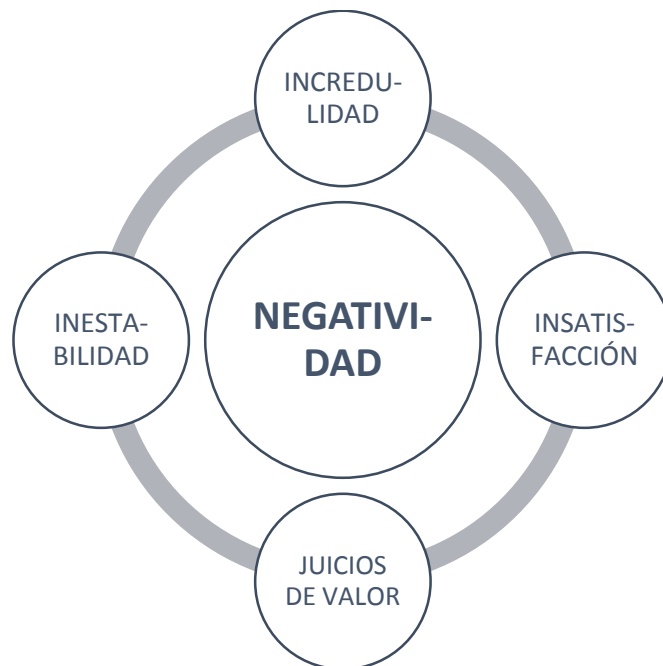 INCREDU-
LIDAD
NEGATIVI-
DAD
INESTA-
BILIDAD
INSATIS-
FACCIÓN
JUICIOS
DE VALOR